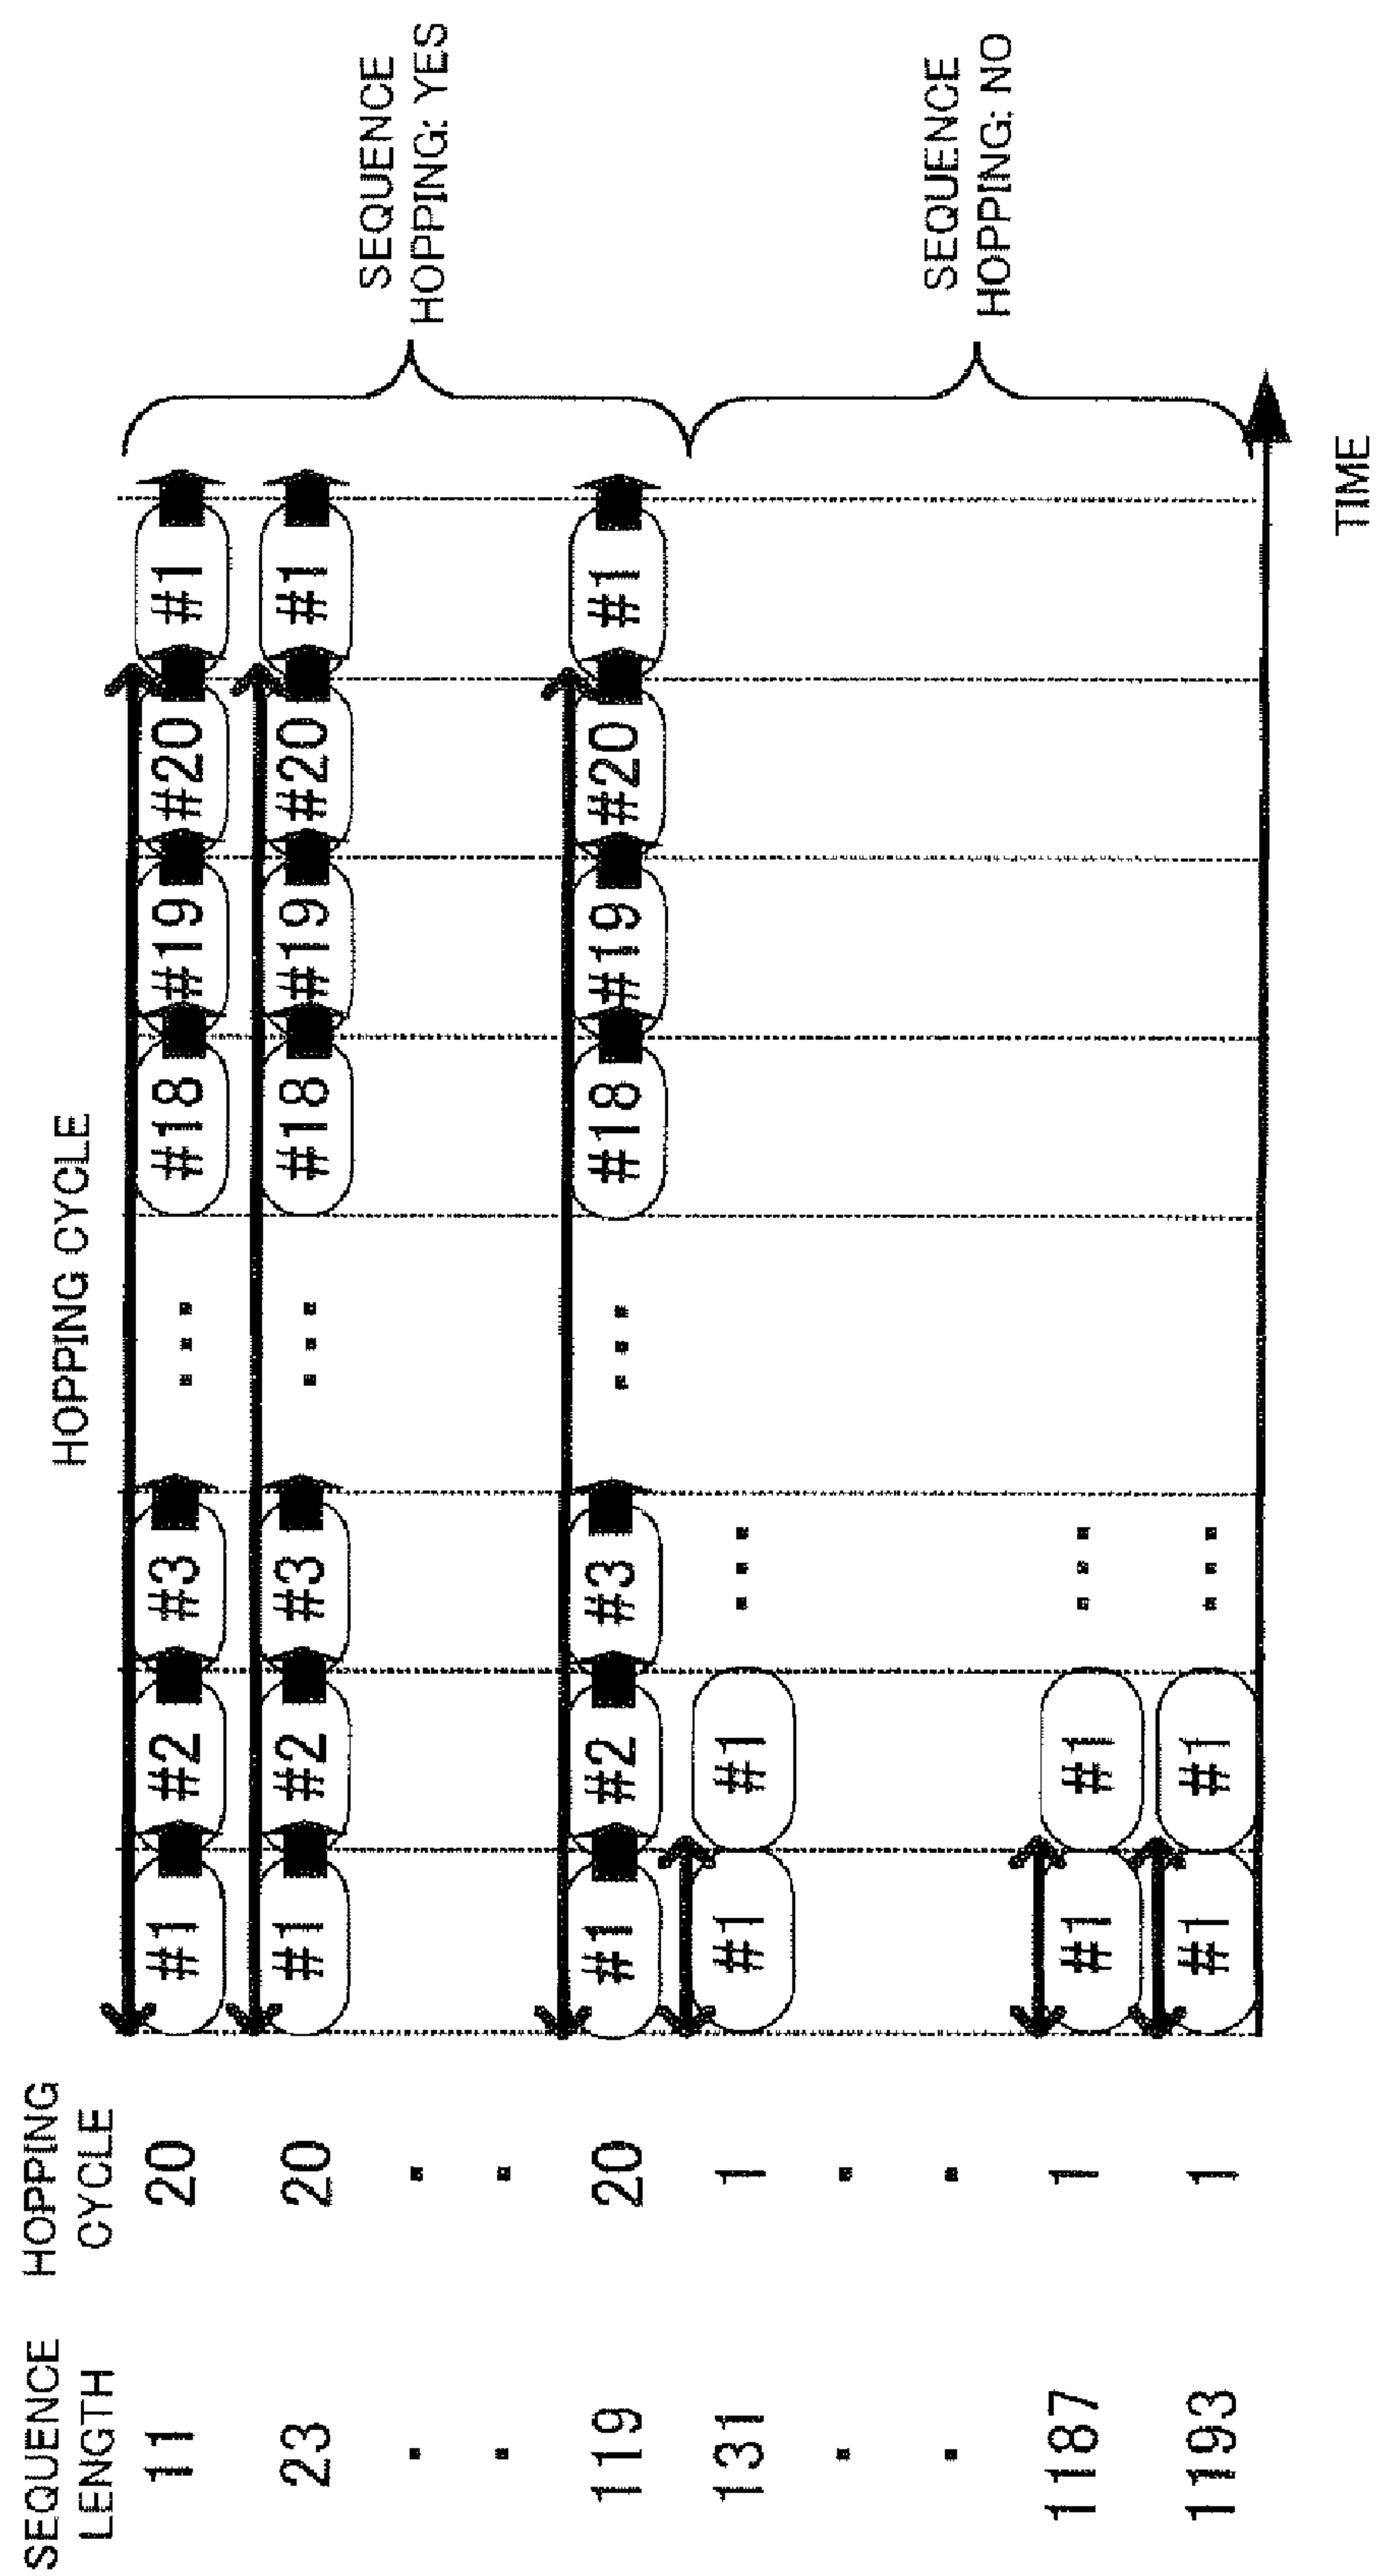 HOPPING CYCLE
SEQUENCE LENGTH
HOPPING CYCLE
11 20 #1 #2 #3 ... #18 #19 #20 #1
23 20 #1 #2 #3 ... #18 #19 #20 #1
. .
. .
119 20 #1 #2 #3 ... #18 #19 #20 #1
SEQUENCE
HOPPING: YES
131 1 #1 #1 ...
. .
. .
1187 1 #1 #1 ...
1193 1 #1 #1 ...
SEQUENCE
HOPPING: NO
TIME